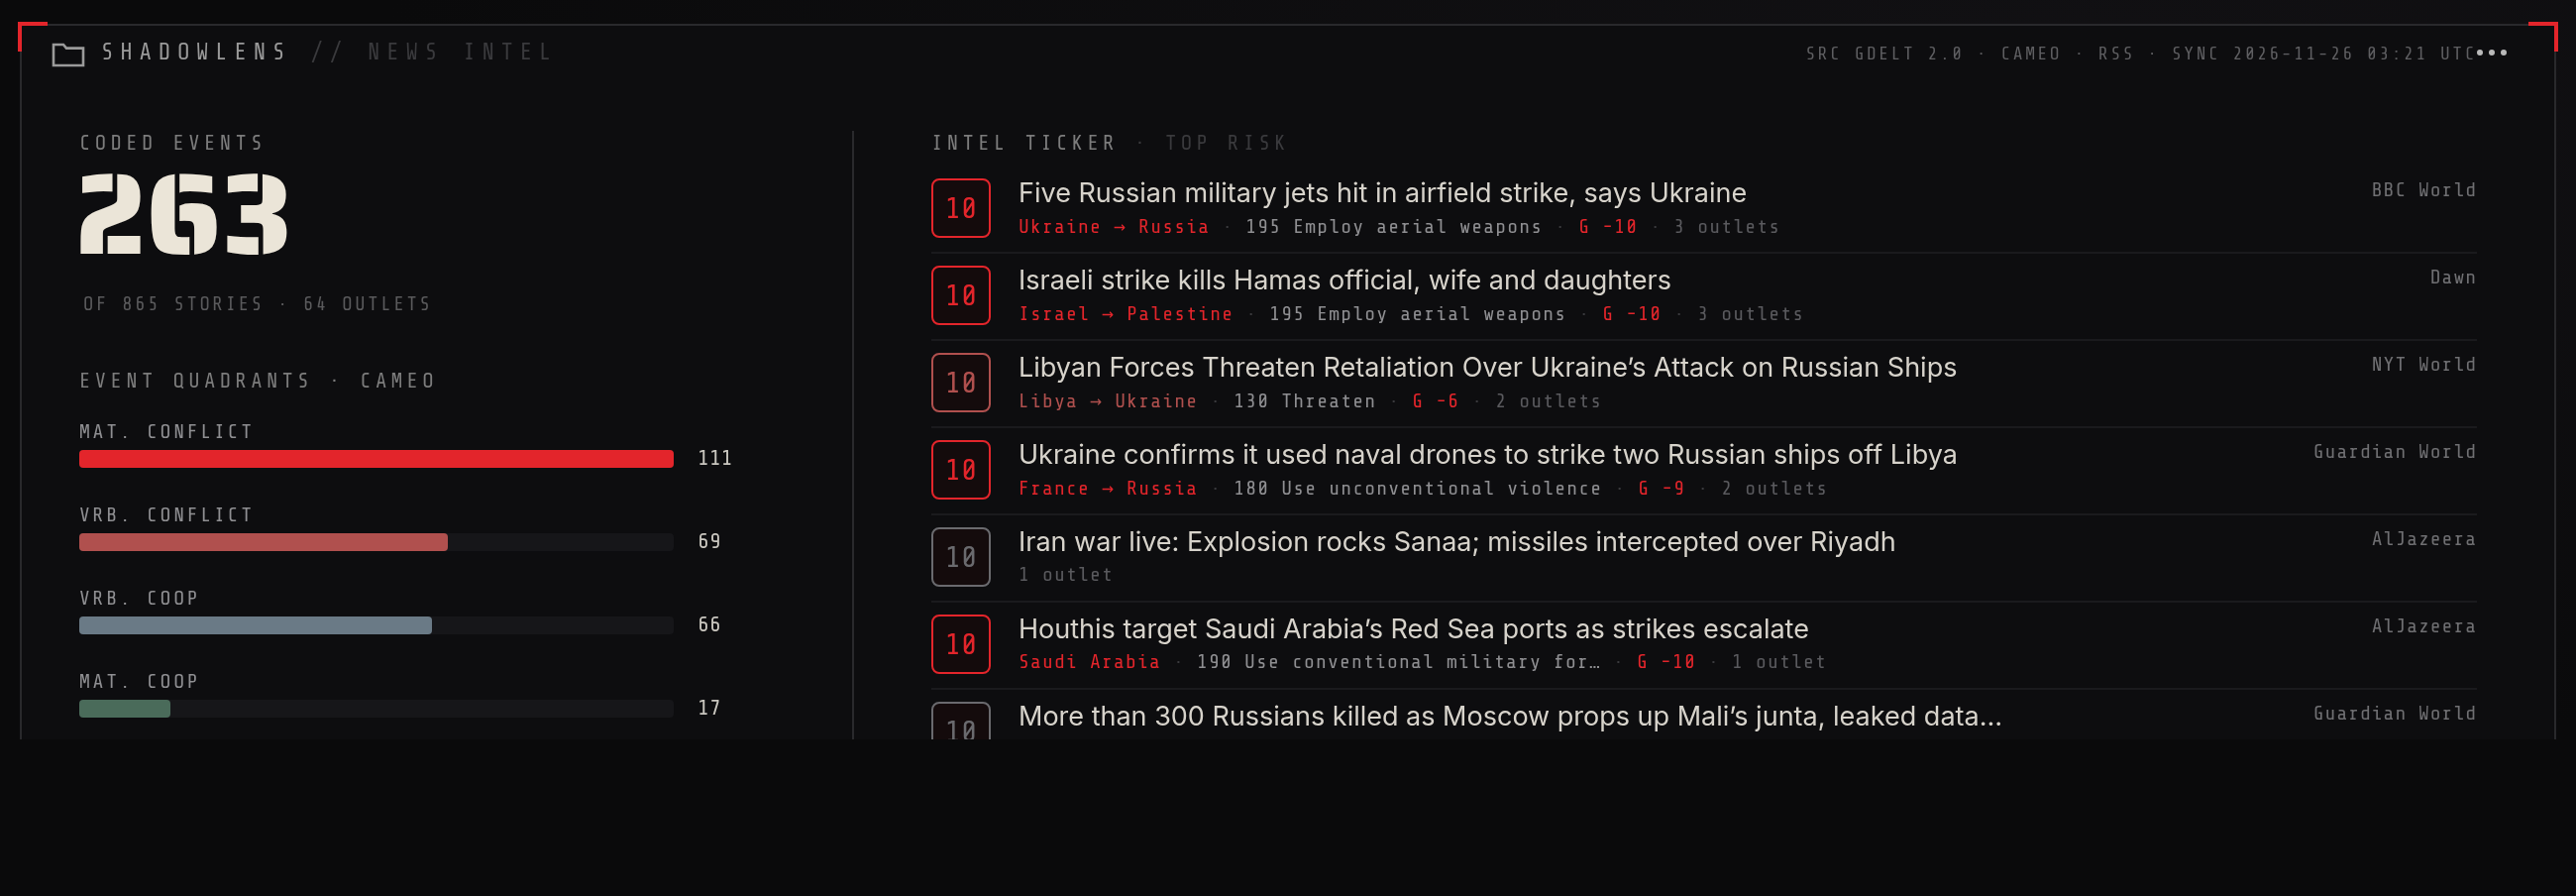 SHADOWLENS // NEWS INTEL
SRC GDELT 2.0 · CAMEO · RSS · SYNC 2026-11-26 03:21 UTC
CODED EVENTS
263
OF 865 STORIES · 64 OUTLETS
EVENT QUADRANTS · CAMEO
MAT. CONFLICT
111
VRB. CONFLICT
69
VRB. COOP
66
MAT. COOP
17
INTEL TICKER · TOP RISK
10 Five Russian military jets hit in airfield strike, says Ukraine BBC World
Ukraine → Russia · 195 Employ aerial weapons · G -10 · 3 outlets
10 Israeli strike kills Hamas official, wife and daughters Dawn
Israel → Palestine · 195 Employ aerial weapons · G -10 · 3 outlets
10 Libyan Forces Threaten Retaliation Over Ukraine’s Attack on Russian Ships NYT World
Libya → Ukraine · 130 Threaten · G -6 · 2 outlets
10 Ukraine confirms it used naval drones to strike two Russian ships off Libya Guardian World
France → Russia · 180 Use unconventional violence · G -9 · 2 outlets
10 Iran war live: Explosion rocks Sanaa; missiles intercepted over Riyadh AlJazeera
1 outlet
10 Houthis target Saudi Arabia’s Red Sea ports as strikes escalate AlJazeera
Saudi Arabia · 190 Use conventional military for… · G -10 · 1 outlet
10 More than 300 Russians killed as Moscow props up Mali’s junta, leaked data… Guardian World